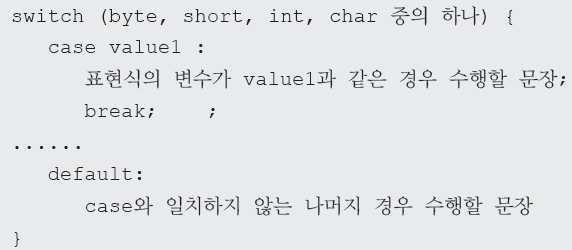 switch (byte, short, int, char 중의 하나) {
case value1 :
표현식의 변수가 value1과 같은 경우 수행할 문장;
break; ;
......
default:
case와 일치하지 않는 나머지 경우 수행할 문장
}